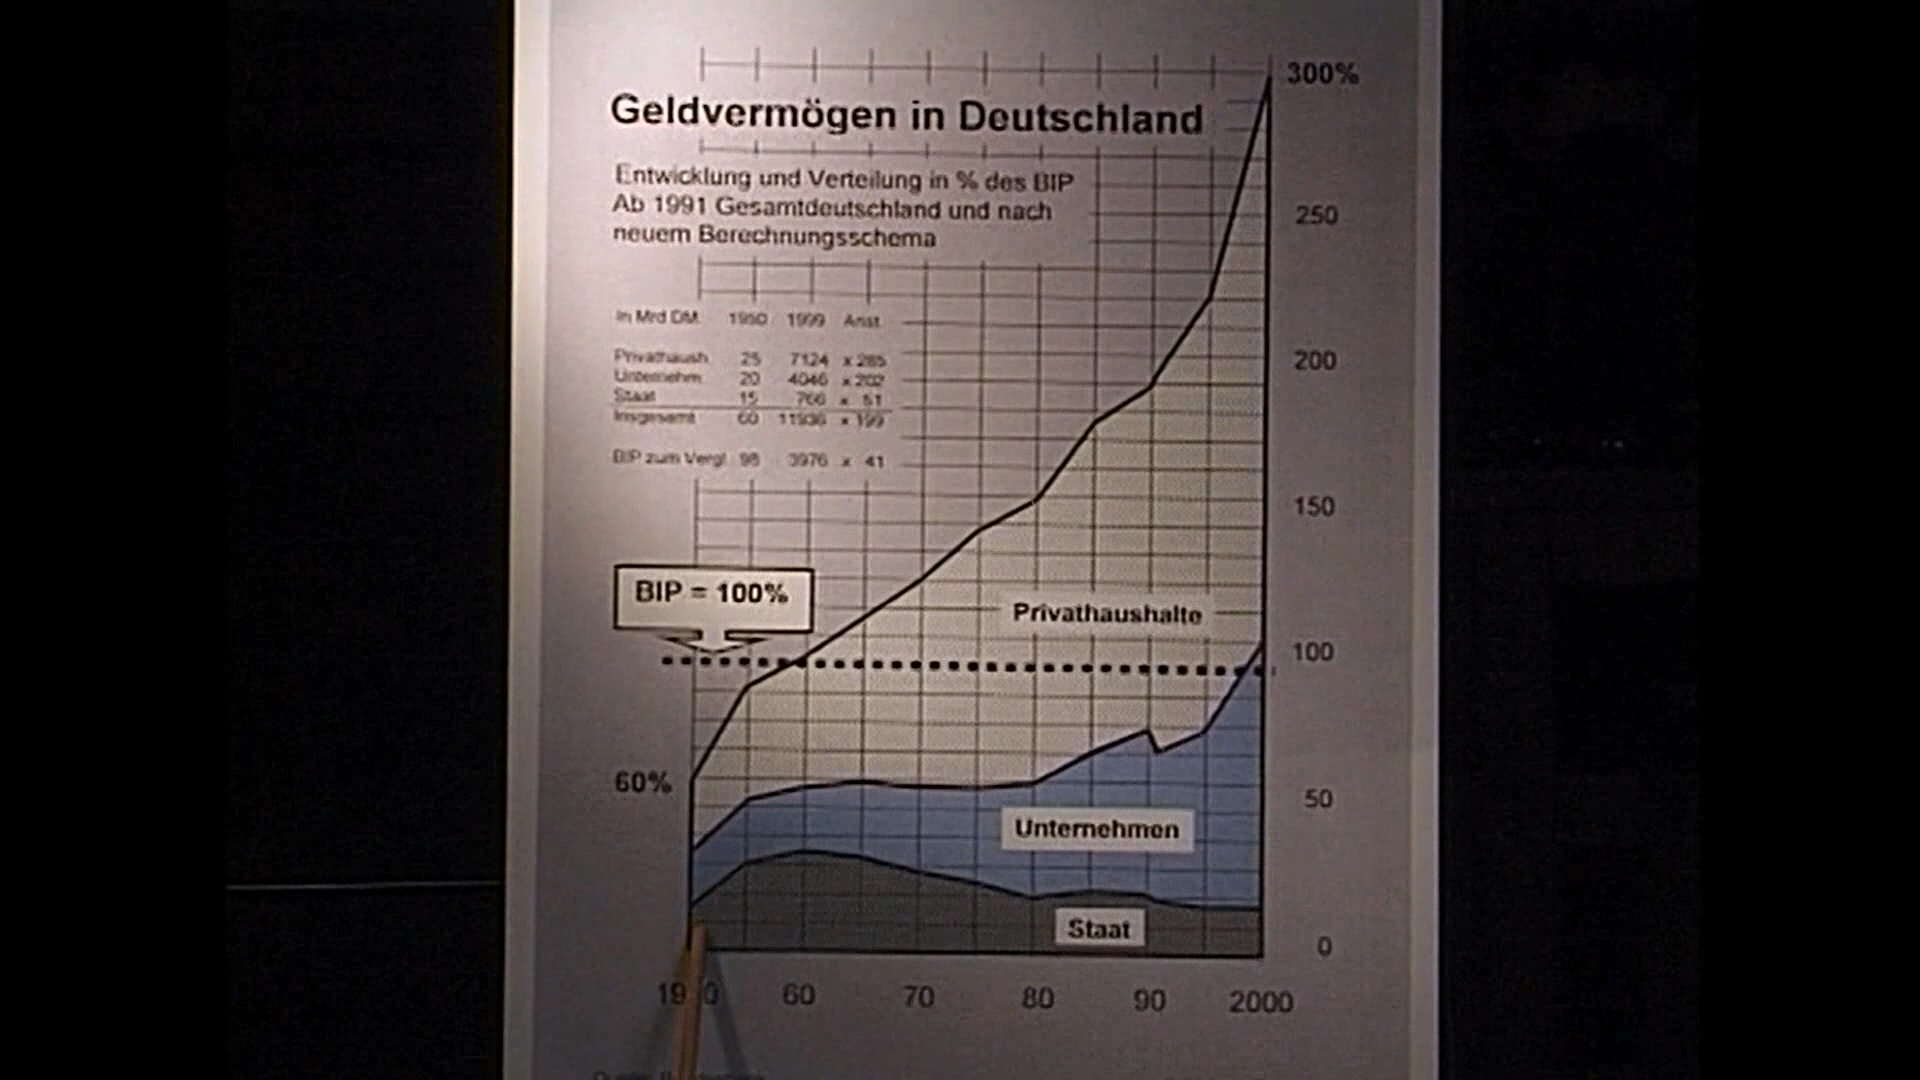 300%
Geldvermögen in Deutschland
Entwicklung und Verteilung in % des BIP
Ab 1991 Gesamtdeutschland und nach
neuem Berechnungsschema
250
In Mrd DM 1950 1999 Anst
200
Privathaush 25 7124 x 285
Unternehm 20 4046 x 202
Staat 15 766 x 51
Insgesamt 60 11936 x 199
BIP zum Vergl 98 3976 x 41
150
BIP = 100%
Privathaushalte
100
60%
50
Unternehmen
Staat
0
19 0 60 70 80 90 2000